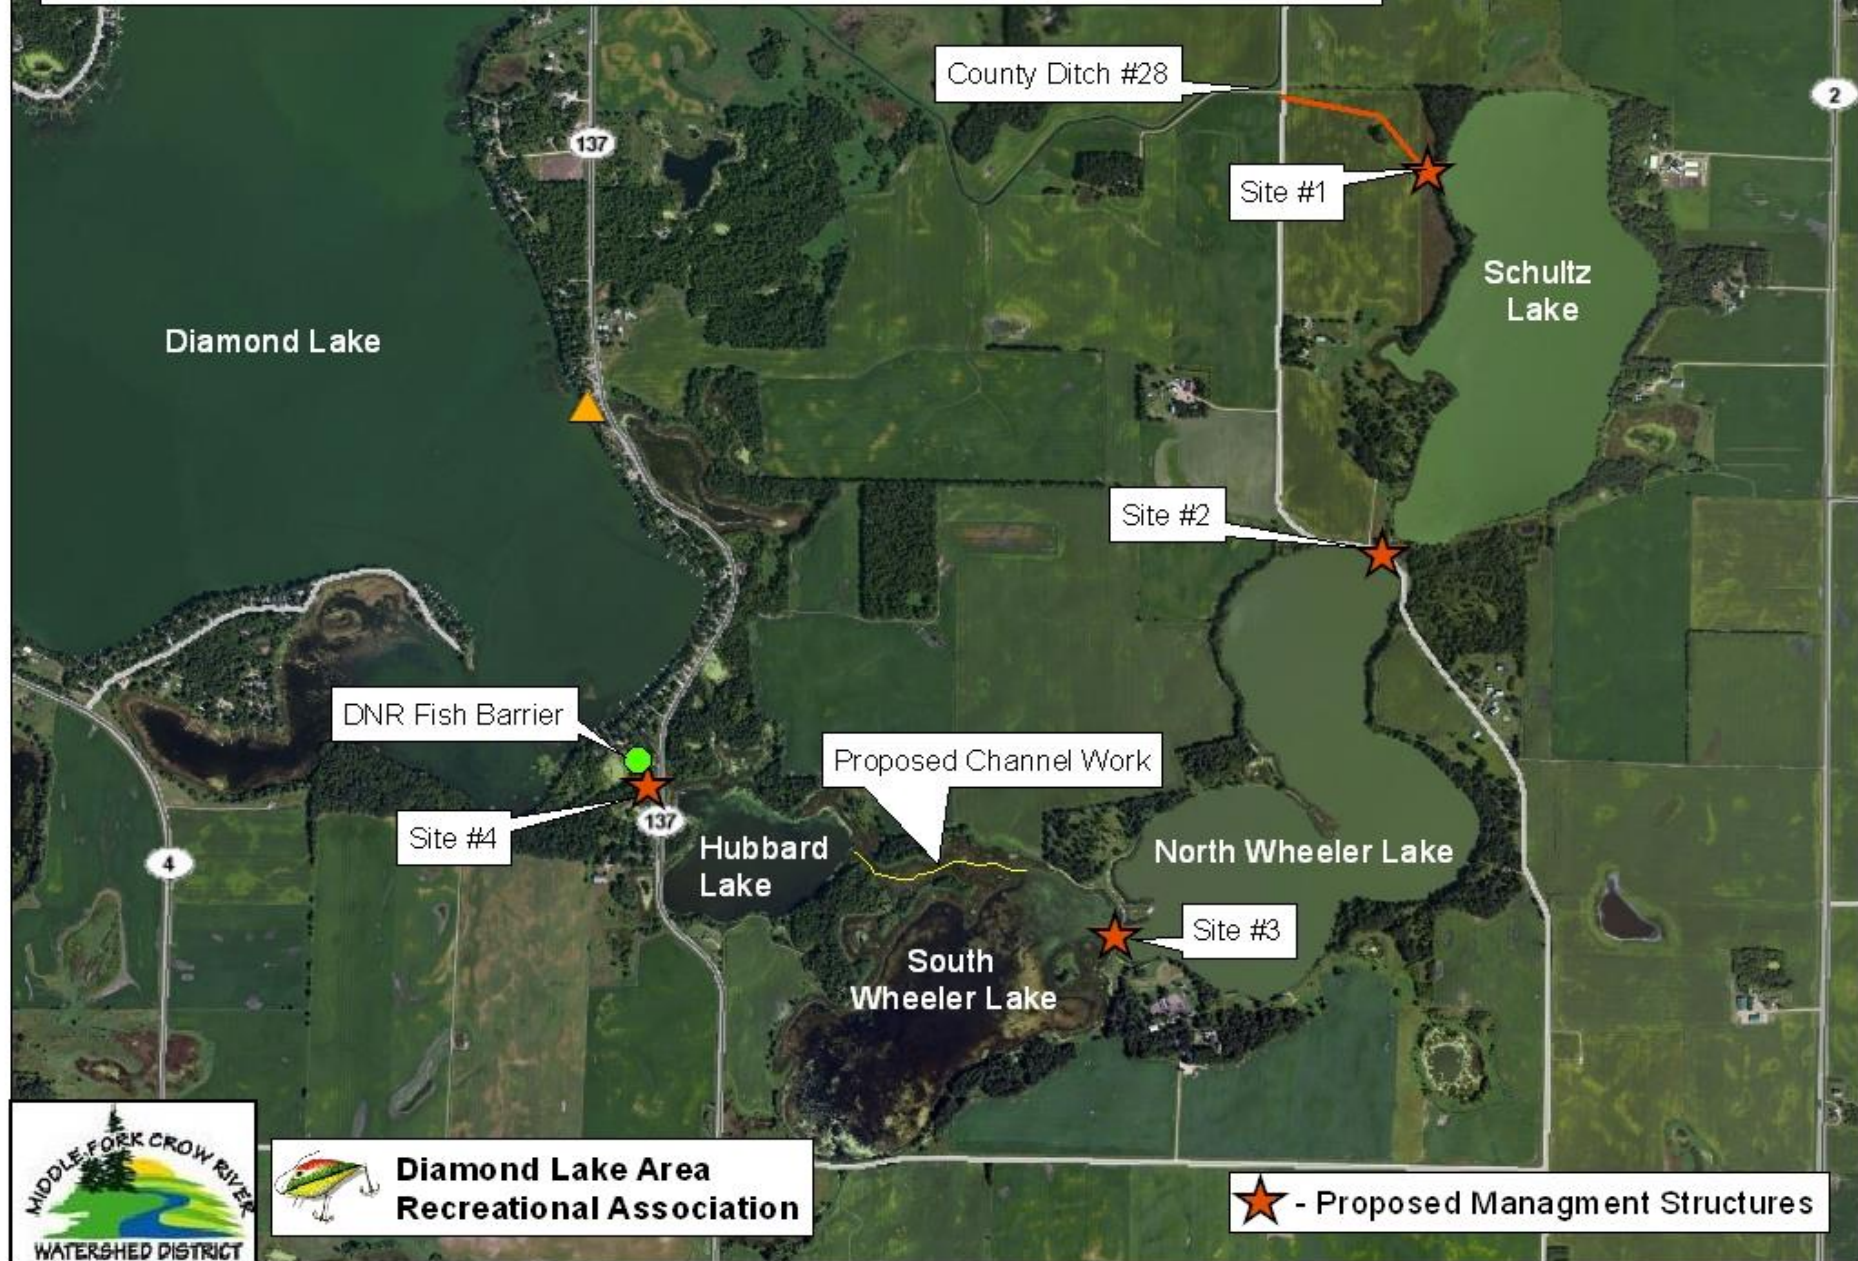 County Ditch #28
2
137
Site #1
Schultz
Lake
Diamond Lake
Site #2
DNR Fish Barrier
Proposed Channel Work
Site #4
137
Hubbard
Lake
North Wheeler Lake
4
Site #3
South
Wheeler Lake
MIDDLE FORK CROW RIVER
WATERSHED DISTRICT
Diamond Lake Area
Recreational Association
- Proposed Managment Structures